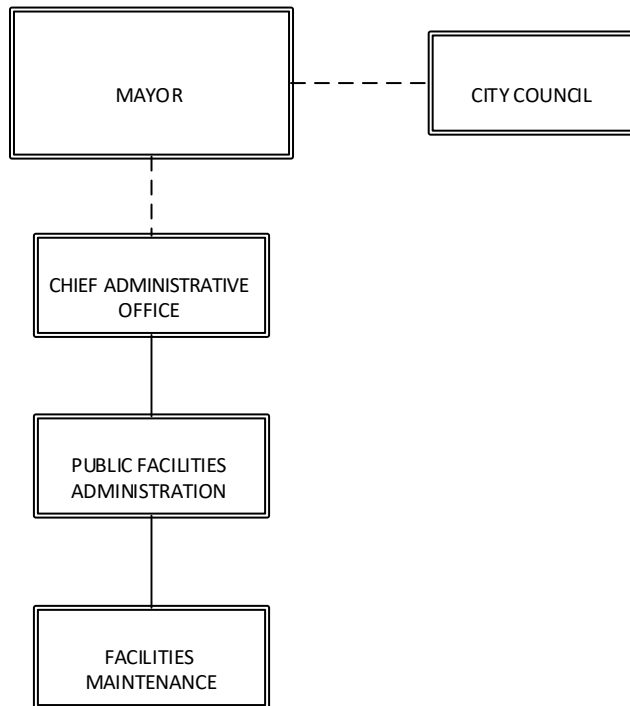 MAYOR
CITY COUNCIL
CHIEF ADMINISTRATIVE
OFFICE
PUBLIC FACILITIES
ADMINISTRATION
FACILITIES
MAINTENANCE